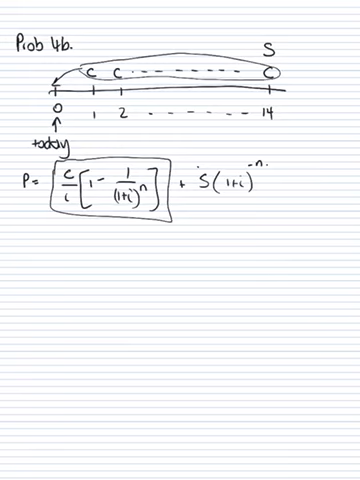 Prob 4b.
S
C C - - - - - - - C
0 1 2 - - - - - - - 14
today
P = C/i [1 - 1/(1+i)^n] + S(1+i)^-n.